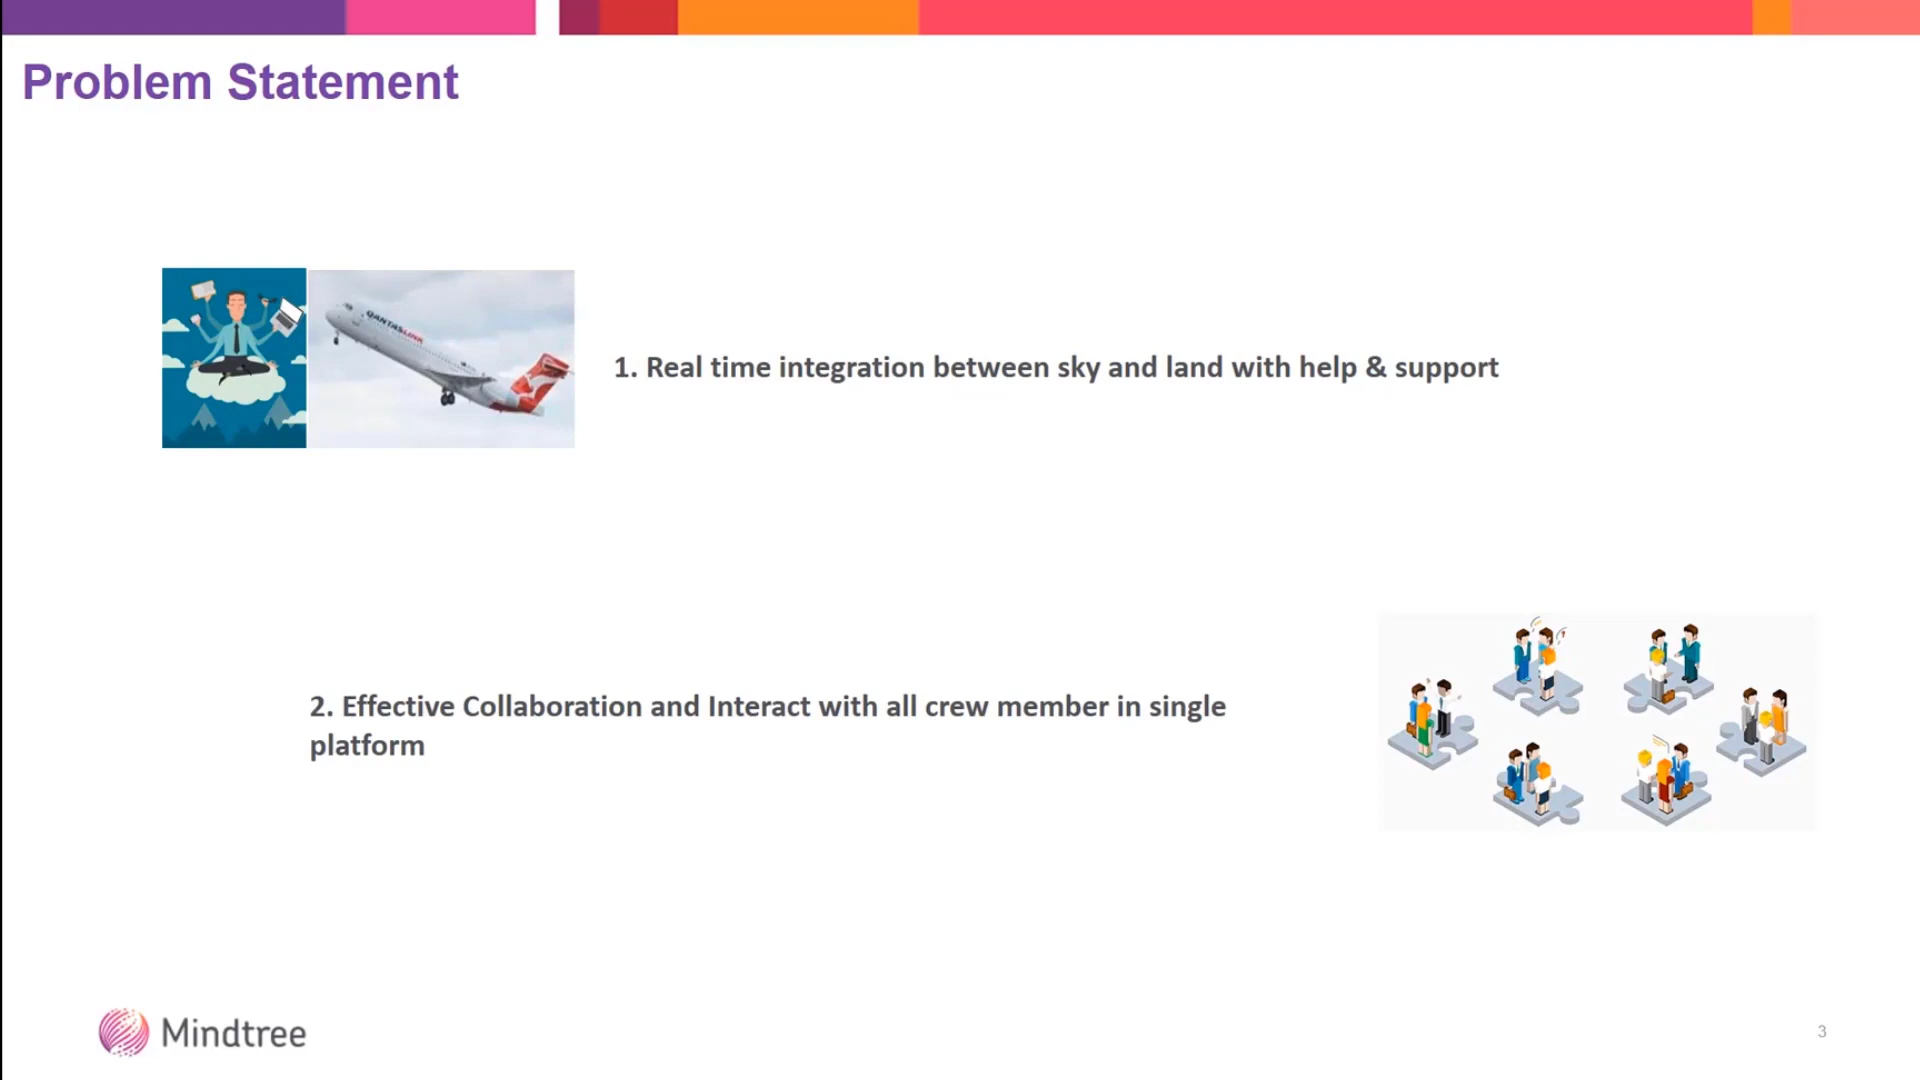 Problem Statement
QANTASLINK
1. Real time integration between sky and land with help & support
2. Effective Collaboration and Interact with all crew member in single
platform
Mindtree
3